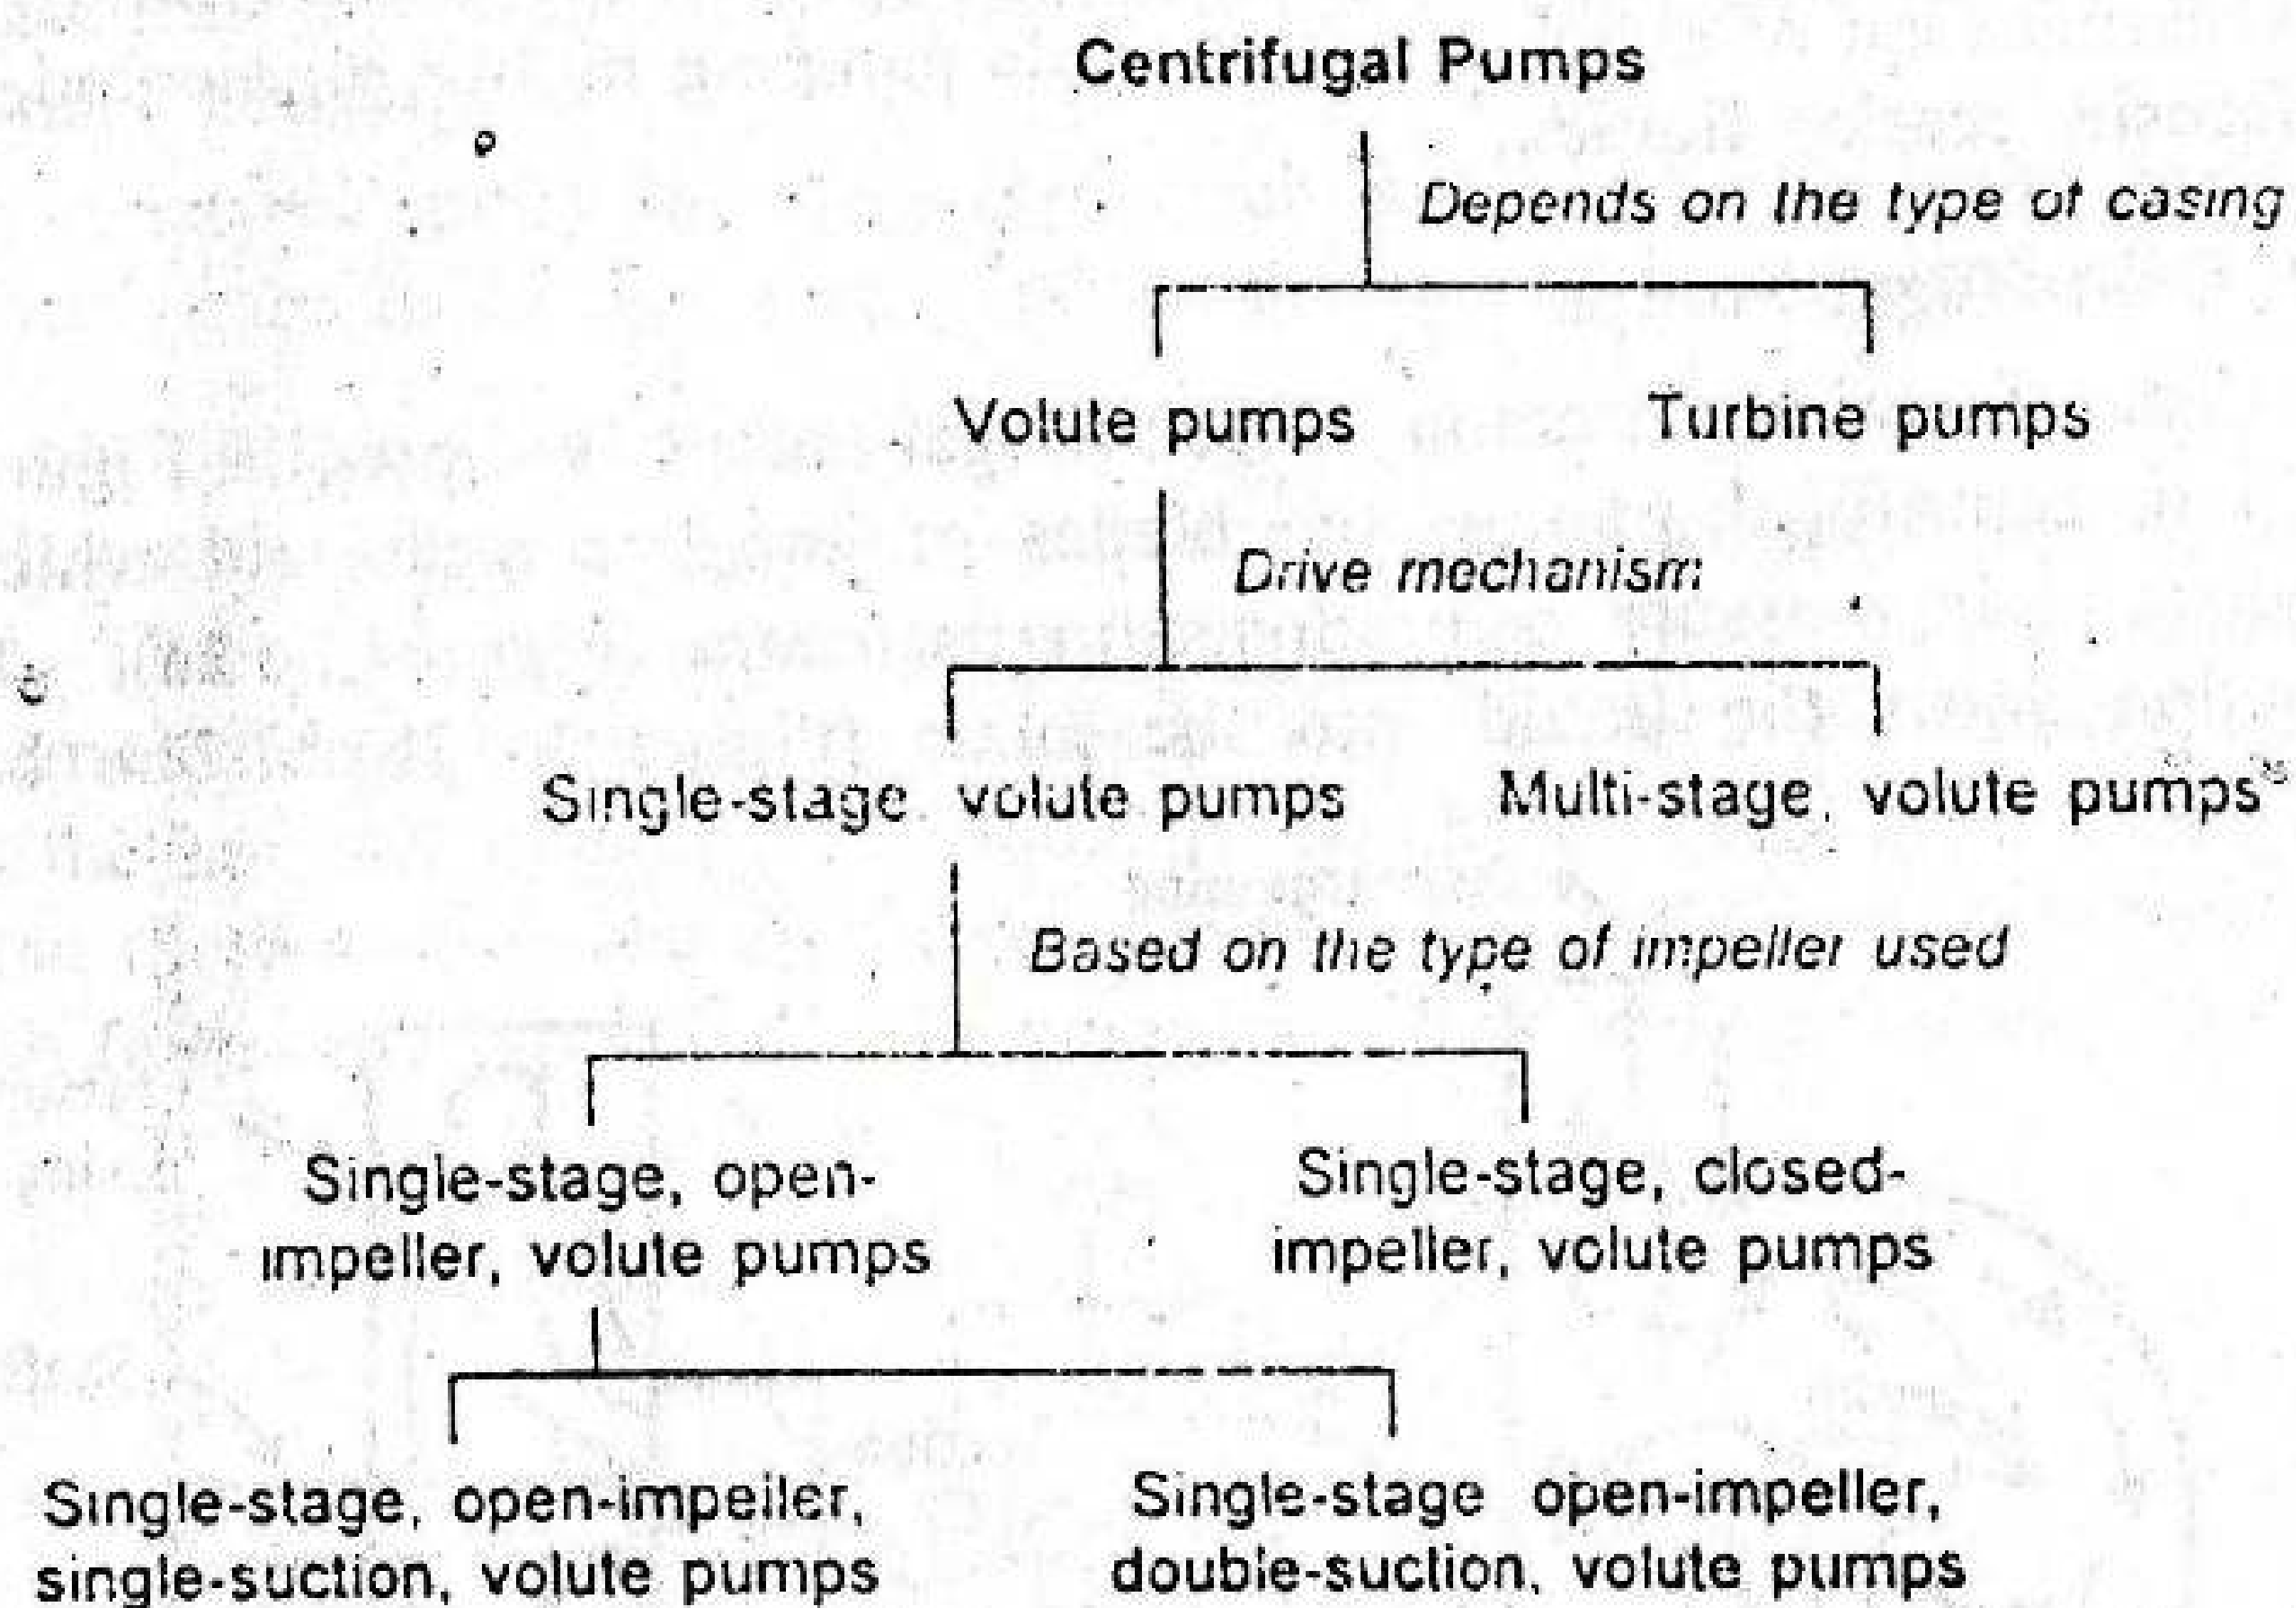 Centrifugal Pumps
Depends on the type of casing
Volute pumps Turbine pumps
Drive mechanism
Single-stage volute pumps Multi-stage, volute pumps
Based on the type of impeller used
Single-stage, open- Single-stage, closed-
impeller, volute pumps impeller, volute pumps
Single-stage, open-impeller, Single-stage open-impeller,
single-suction, volute pumps double-suction, volute pumps